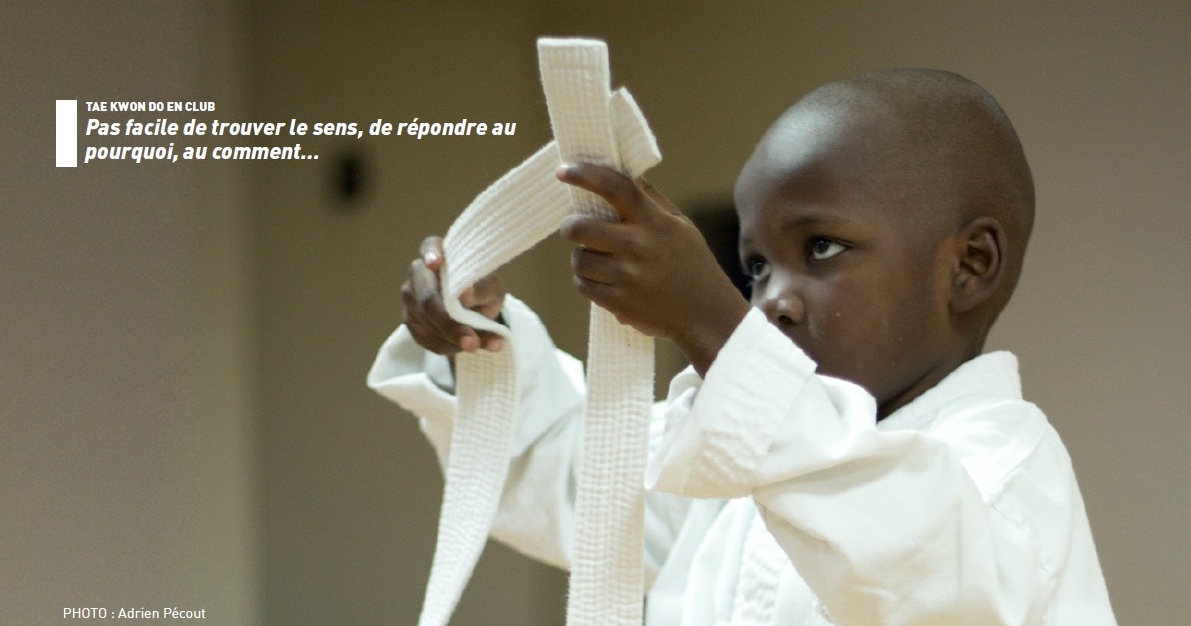 TAE KWON DO EN CLUB
Pas facile de trouver le sens, de répondre au
pourquoi, au comment...
PHOTO : Adrien Pécout